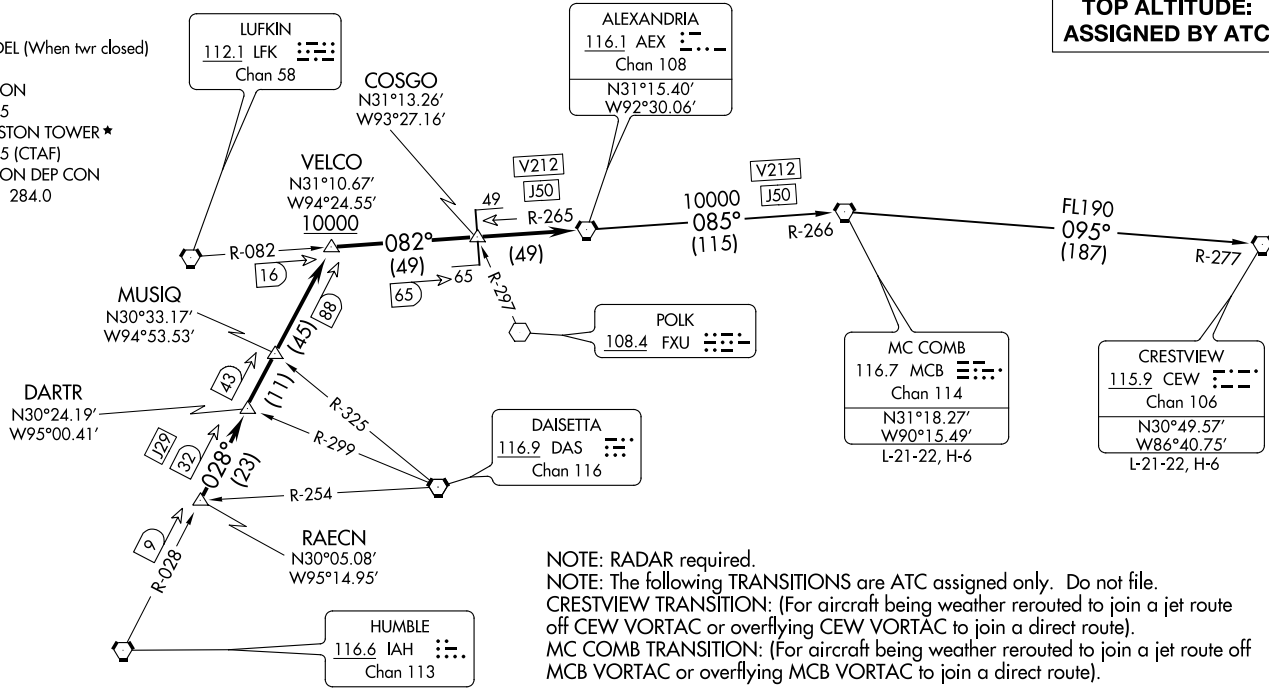 TOP ALTITUDE:
ASSIGNED BY ATC
DEL (When twr closed)
ON
5
STON TOWER ★
5 (CTAF)
ON DEP CON
284.0
LUFKIN
112.1 LFK
Chan 58
ALEXANDRIA
116.1 AEX
Chan 108
N31°15.40'
W92°30.06'
COSGO
N31°13.26'
W93°27.16'
VELCO
N31°10.67'
W94°24.55'
10000
V212
J50
49
R-265
V212
J50
10000
085°
(115)
R-266
FL190
095°
(187)
R-277
R-082
16
082°
(49)
65
65
(49)
R-297
POLK
108.4 FXU
MUSIQ
N30°33.17'
W94°53.53'
88
(45)
43
(11)
DARTR
N30°24.19'
W95°00.41'
J29
32
028°
(23)
R-325
R-299
R-254
DAISETTA
116.9 DAS
Chan 116
MC COMB
116.7 MCB
Chan 114
N31°18.27'
W90°15.49'
L-21-22, H-6
CRESTVIEW
115.9 CEW
Chan 106
N30°49.57'
W86°40.75'
L-21-22, H-6
RAECN
N30°05.08'
W95°14.95'
9
R-028
HUMBLE
116.6 IAH
Chan 113
NOTE: RADAR required.
NOTE: The following TRANSITIONS are ATC assigned only. Do not file.
CRESTVIEW TRANSITION: (For aircraft being weather rerouted to join a jet route
off CEW VORTAC or overflying CEW VORTAC to join a direct route).
MC COMB TRANSITION: (For aircraft being weather rerouted to join a jet route off
MCB VORTAC or overflying MCB VORTAC to join a direct route).